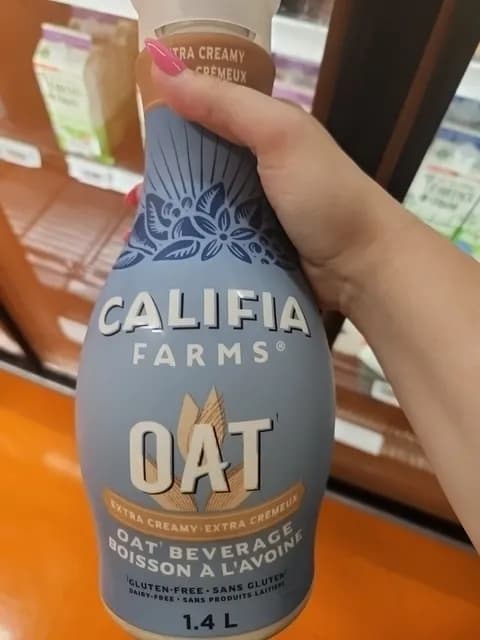 EXTRA CREAMY
CRÉMEUX
CALIFIA
FARMS®
OAT†
EXTRA CREAMY · EXTRA CRÉMEUX
OAT† BEVERAGE
BOISSON À L'AVOINE
†GLUTEN-FREE · SANS GLUTEN†
DAIRY-FREE · SANS PRODUITS LAITIERS
1.4 L